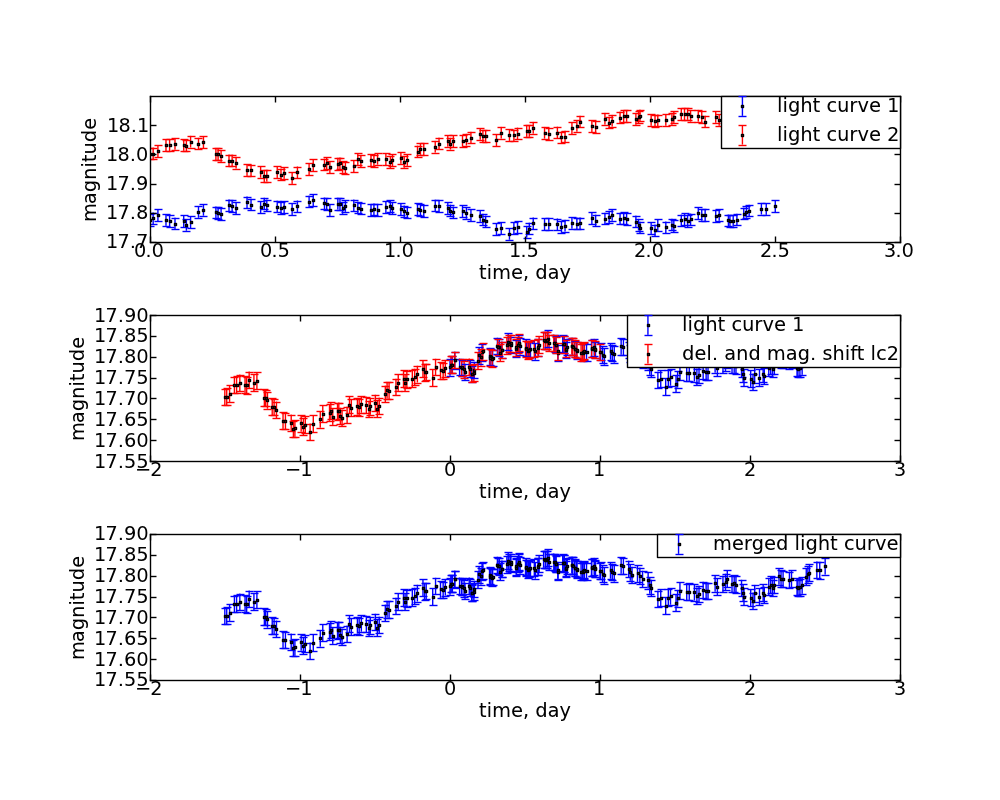 magnitude
18.1
18.0
17.9
17.8
17.7
0.0 0.5 1.0 1.5 2.0 2.5 3.0
time, day
light curve 1
light curve 2
magnitude
17.90
17.85
17.80
17.75
17.70
17.65
17.60
17.55
−2 −1 0 1 2 3
time, day
light curve 1
del. and mag. shift lc2
magnitude
17.90
17.85
17.80
17.75
17.70
17.65
17.60
17.55
−2 −1 0 1 2 3
time, day
merged light curve